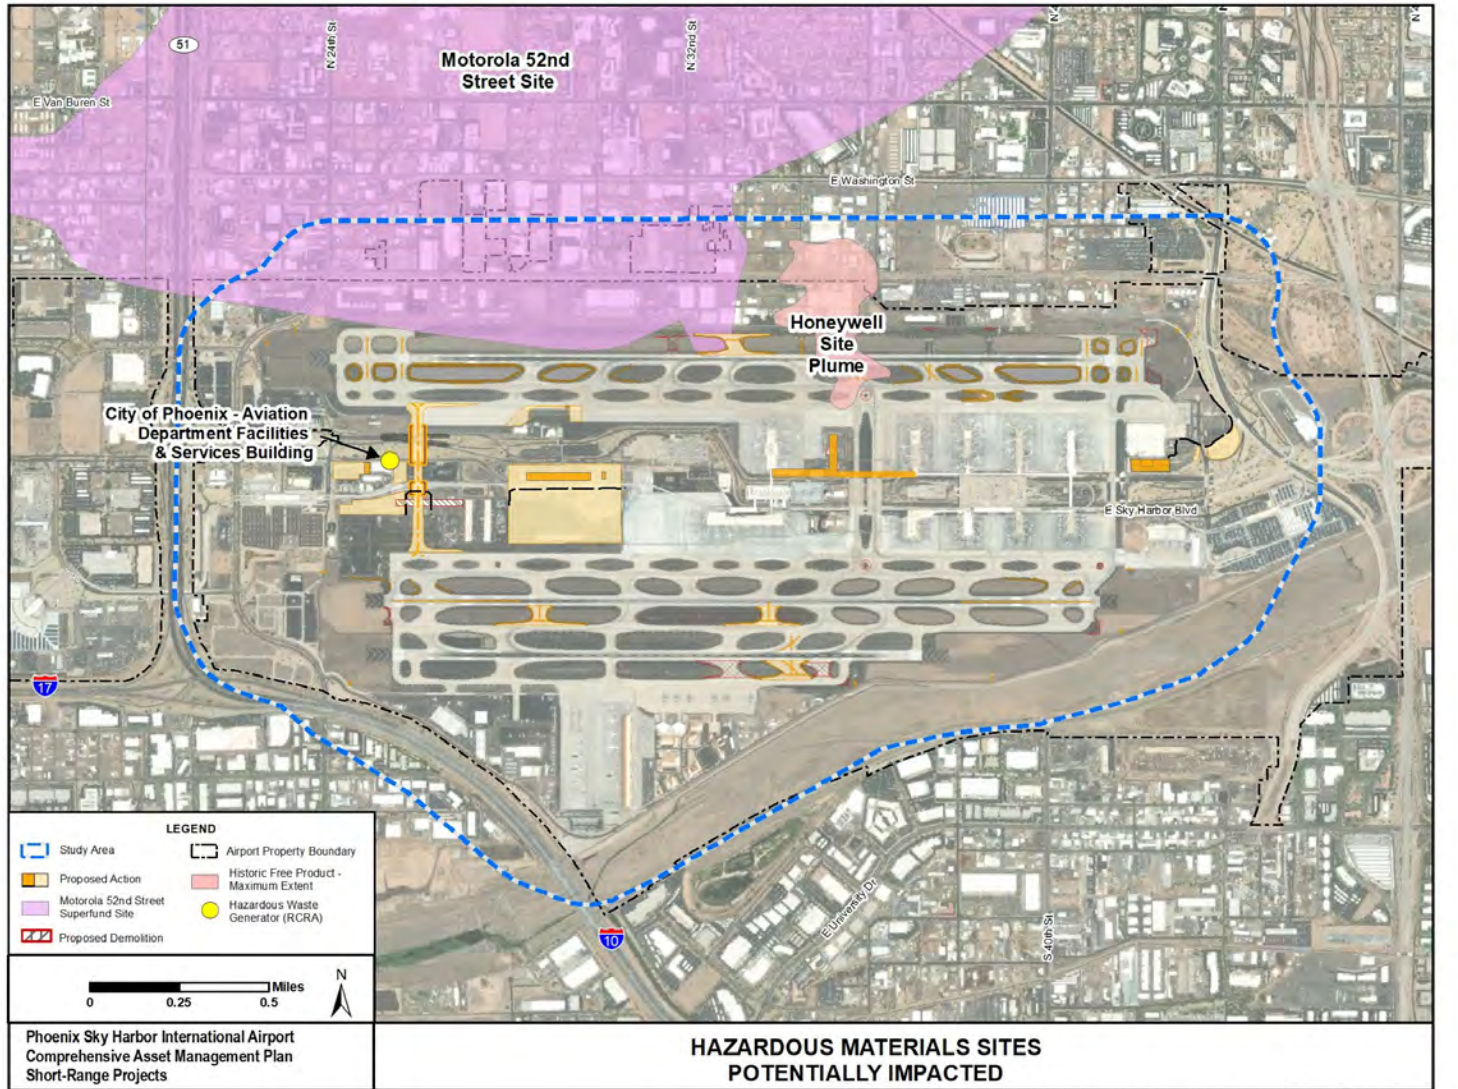 51
N 24th St
N 32nd St
Motorola 52nd
Street Site
E Van Buren St
E Washington St
Honeywell
Site
Plume
City of Phoenix - Aviation
Department Facilities
& Services Building
E Sky Harbor Blvd
17
10
E University Dr
S 40th St
LEGEND
Study Area
Airport Property Boundary
Proposed Action
Historic Free Product -
Maximum Extent
Motorola 52nd Street
Superfund Site
Hazardous Waste
Generator (RCRA)
Proposed Demolition
Miles
0 0.25 0.5
N
Phoenix Sky Harbor International Airport
Comprehensive Asset Management Plan
Short-Range Projects
HAZARDOUS MATERIALS SITES
POTENTIALLY IMPACTED